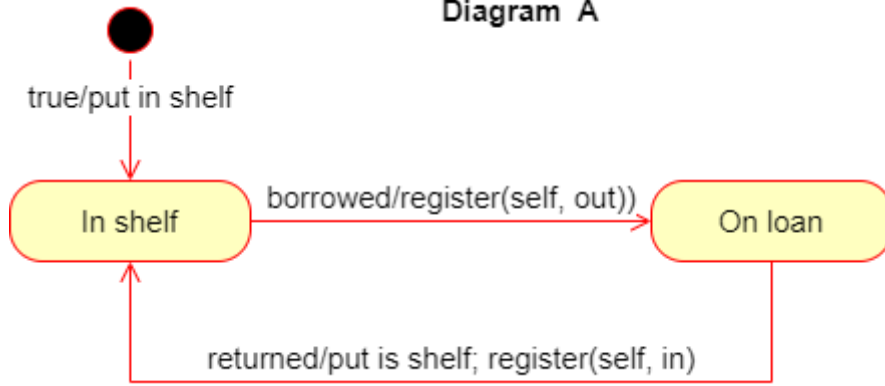 Diagram A
true/put in shelf
borrowed/register(self, out))
In shelf
On loan
returned/put is shelf; register(self, in)